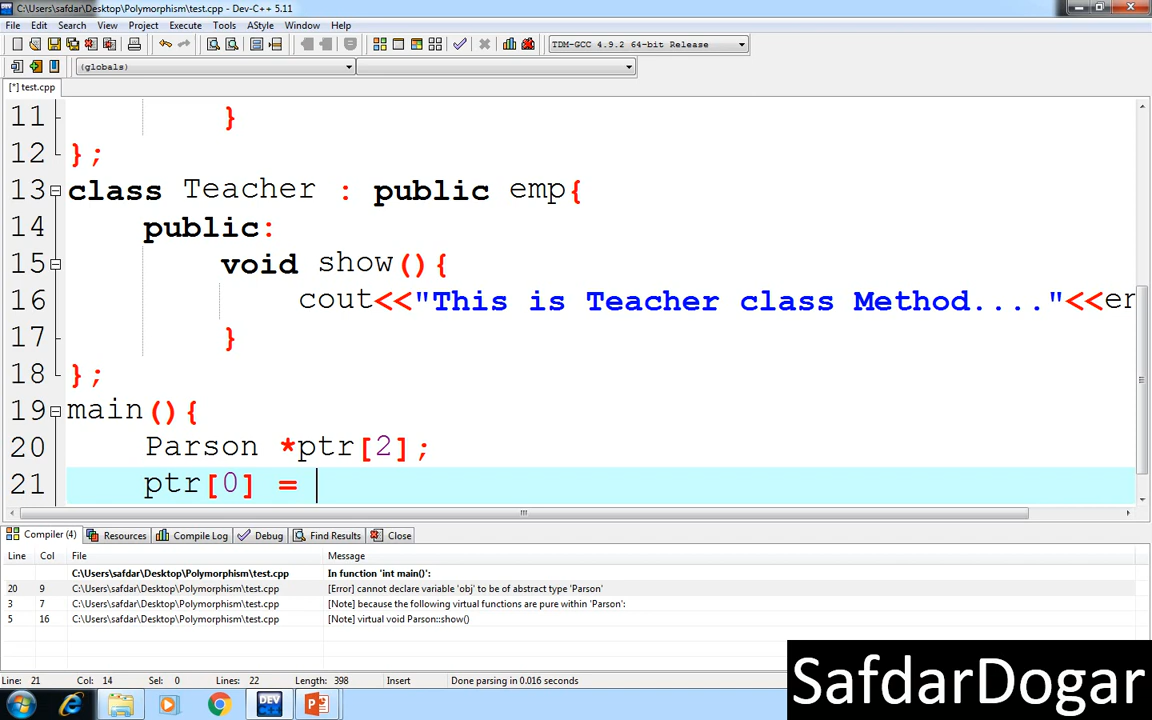 C:\Users\safdar\Desktop\Polymorphism\test.cpp - Dev-C++ 5.11
File Edit Search View Project Execute Tools AStyle Window Help
TDM-GCC 4.9.2 64-bit Release
(globals)
[*] test.cpp
11 }
12 };
13 class Teacher : public emp{
14 public:
15 void show(){
16 cout<<"This is Teacher class Method...."<<er
17 }
18 };
19 main(){
20 Parson *ptr[2];
21 ptr[0] =
Compiler (4) Resources Compile Log Debug Find Results Close
Line Col File Message
C:\Users\safdar\Desktop\Polymorphism\test.cpp In function 'int main()':
20 9 C:\Users\safdar\Desktop\Polymorphism\test.cpp [Error] cannot declare variable 'obj' to be of abstract type 'Parson'
3 7 C:\Users\safdar\Desktop\Polymorphism\test.cpp [Note] because the following virtual functions are pure within 'Parson':
5 16 C:\Users\safdar\Desktop\Polymorphism\test.cpp [Note] virtual void Parson::show()
Line: 21 Col: 14 Sel: 0 Lines: 22 Length: 398 Insert Done parsing in 0.016 seconds
DEV
SafdarDogar